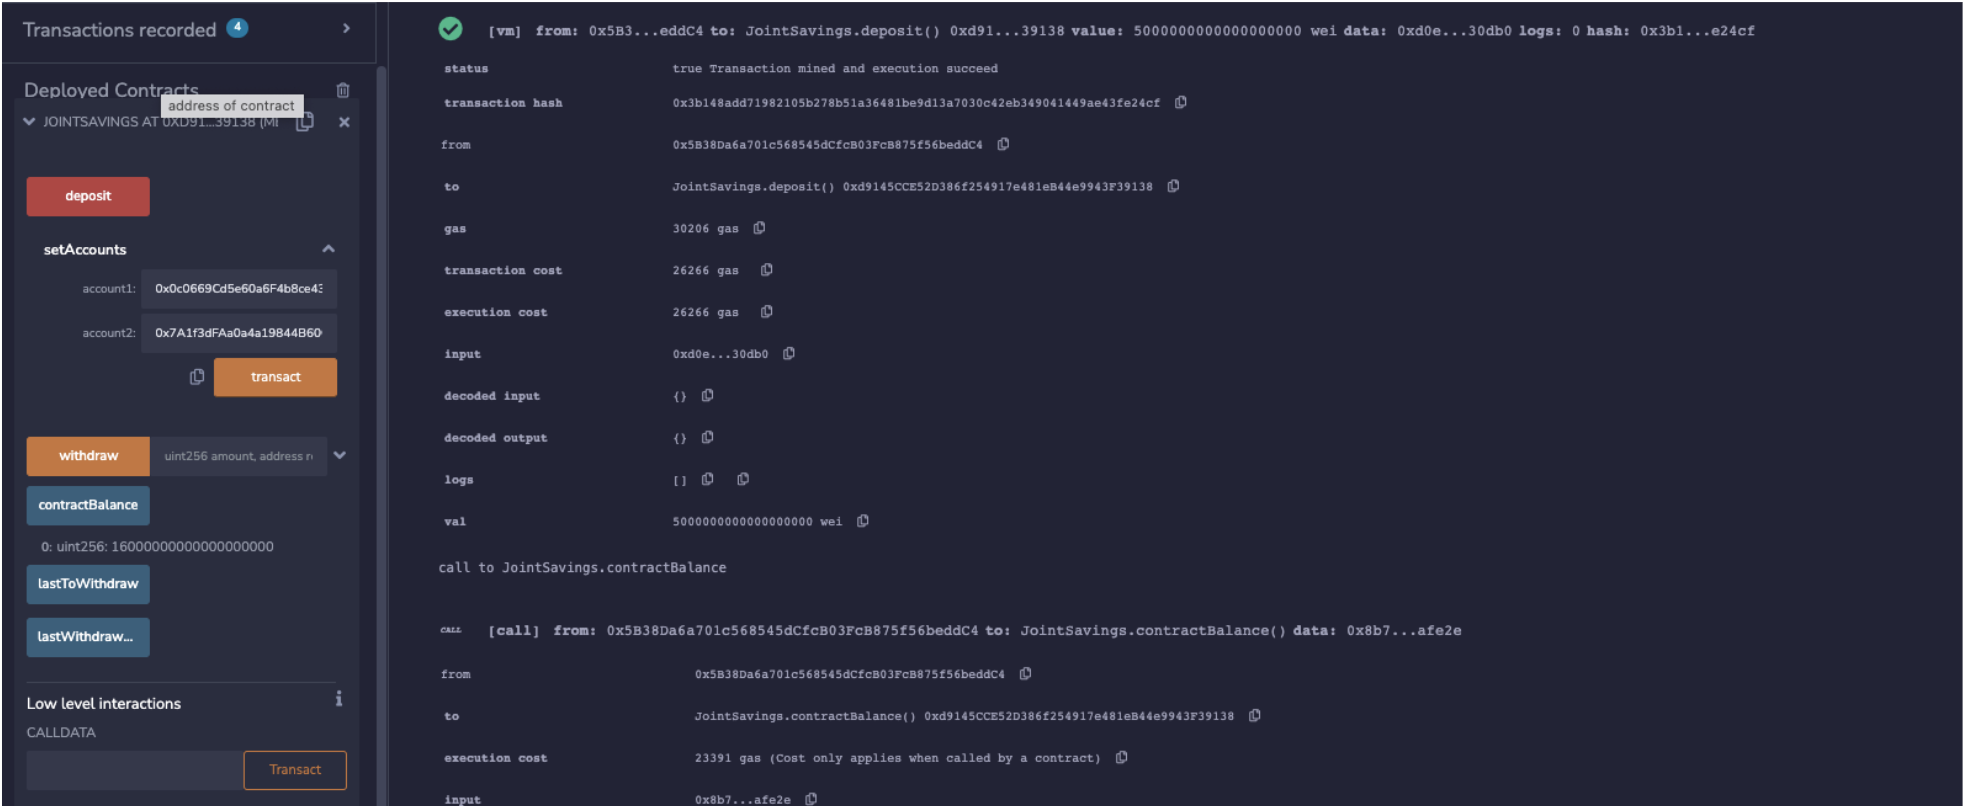 Transactions recorded 4
Deployed Contracts
address of contract
JOINTSAVINGS AT 0XD91...39138 (ME
deposit
setAccounts
account1: 0x0c0669Cd5e60a6F4b8ce43
account2: 0x7A1f3dFAa0a4a19844B60
transact
withdraw uint256 amount, address r
contractBalance
0: uint256: 16000000000000000000
lastToWithdraw
lastWithdraw...
Low level interactions i
CALLDATA
Transact
[vm] from: 0x5B3...eddC4 to: JointSavings.deposit() 0xd91...39138 value: 5000000000000000000 wei data: 0xd0e...30db0 logs: 0 hash: 0x3b1...e24cf
status true Transaction mined and execution succeed
transaction hash 0x3b148add71982105b278b51a36481be9d13a7030c42eb349041449ae43fe24cf
from 0x5B38Da6a701c568545dCfcB03FcB875f56beddC4
to JointSavings.deposit() 0xd9145CCE52D386f254917e481eB44e9943F39138
gas 30206 gas
transaction cost 26266 gas
execution cost 26266 gas
input 0xd0e...30db0
decoded input {}
decoded output {}
logs []
val 5000000000000000000 wei
call to JointSavings.contractBalance
CALL [call] from: 0x5B38Da6a701c568545dCfcB03FcB875f56beddC4 to: JointSavings.contractBalance() data: 0x8b7...afe2e
from 0x5B38Da6a701c568545dCfcB03FcB875f56beddC4
to JointSavings.contractBalance() 0xd9145CCE52D386f254917e481eB44e9943F39138
execution cost 23391 gas (Cost only applies when called by a contract)
input 0x8b7...afe2e